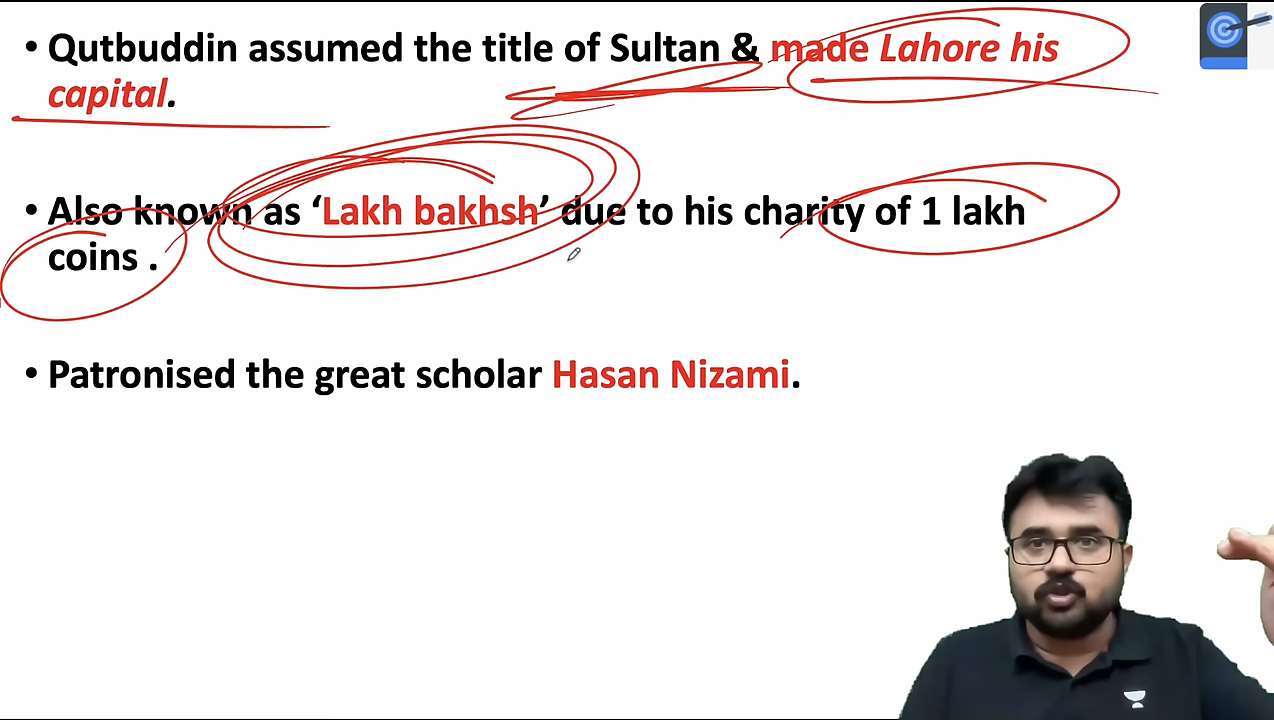 • Qutbuddin assumed the title of Sultan & made Lahore his
capital.
• Also known as ‘Lakh bakhsh’ due to his charity of 1 lakh
coins .
• Patronised the great scholar Hasan Nizami.